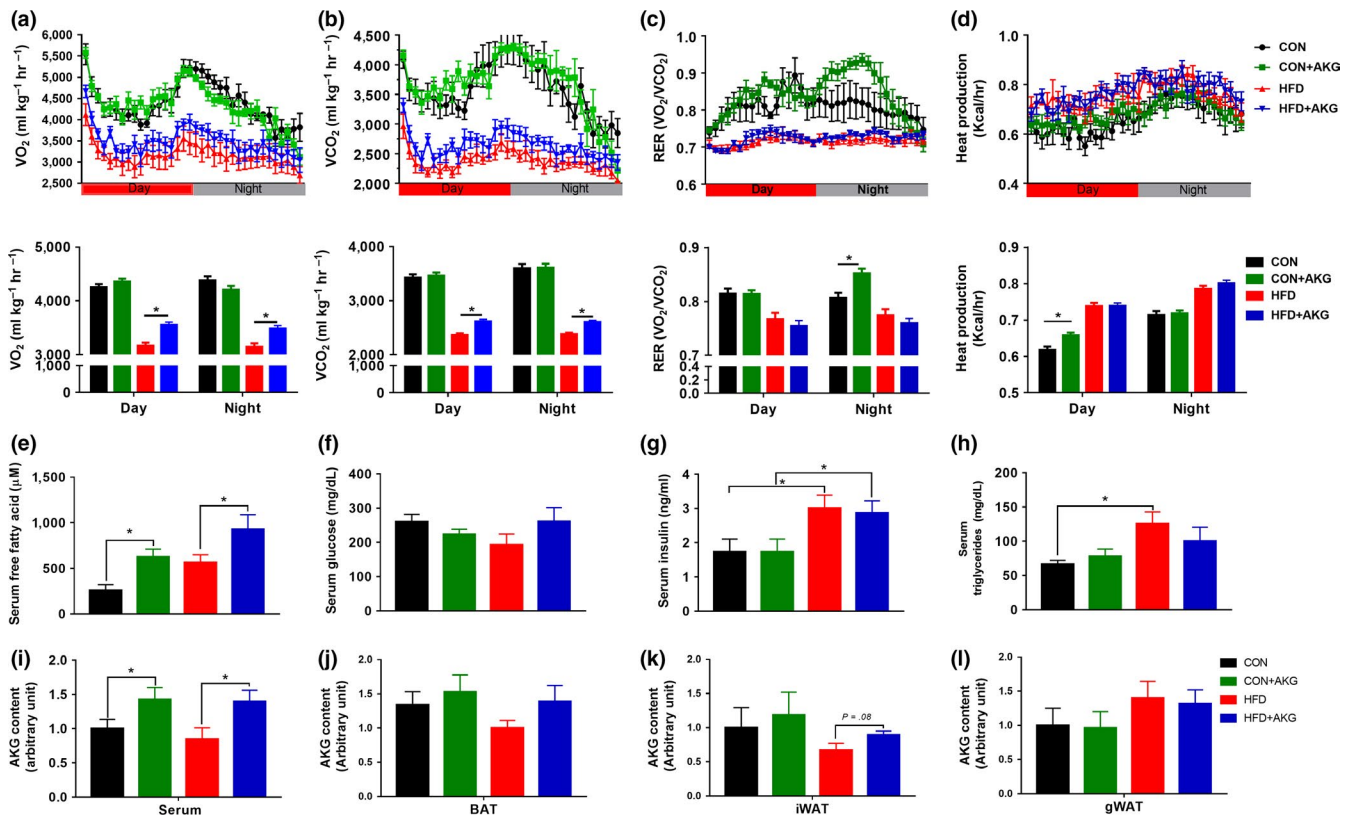 (a)
VO₂ (ml kg⁻¹ hr⁻¹)
6,000
5,500
5,000
4,500
4,000
3,500
3,000
2,500
Day
Night
(b)
VCO₂ (ml kg⁻¹ hr⁻¹)
4,500
4,000
3,500
3,000
2,500
2,000
Day
Night
(c)
RER (VO₂/VCO₂)
1.0
0.9
0.8
0.7
0.6
Day
Night
(d)
Heat production
(Kcal/hr)
1.0
0.8
0.6
0.4
Day
Night
CON
CON+AKG
HFD
HFD+AKG
VO₂ (ml kg⁻¹ hr⁻¹)
5,000
4,000
3,000
2,000
0
* *
Day
Night
VCO₂ (ml kg⁻¹ hr⁻¹)
4,000
3,000
2,000
1,000
0
* *
Day
Night
RER (VO₂/VCO₂)
0.9
0.8
0.7
0.4
0.2
0.0
*
Day
Night
Heat production
(Kcal/hr)
0.8
0.7
0.6
0.5
*
Day
Night
CON
CON+AKG
HFD
HFD+AKG
(e)
Serum free fatty acid (μM)
1,500
1,000
500
0
* *
(f)
Serum glucose (mg/dL)
400
300
200
100
0
(g)
Serum insulin (ng/ml)
4
3
2
1
0
* *
(h)
Serum
triglycerides (mg/dL)
200
150
100
50
0
*
(i)
AKG content
(arbitrary unit)
2.0
1.5
1.0
0.5
0.0
* *
Serum
(j)
AKG content
(Arbitrary unit)
2.0
1.5
1.0
0.5
0.0
BAT
(k)
AKG content
(Arbitrary unit)
2.0
1.5
1.0
0.5
0.0
P = .08
iWAT
(l)
AKG content
(Arbitrary unit)
2.0
1.5
1.0
0.5
0.0
gWAT
CON
CON+AKG
HFD
HFD+AKG